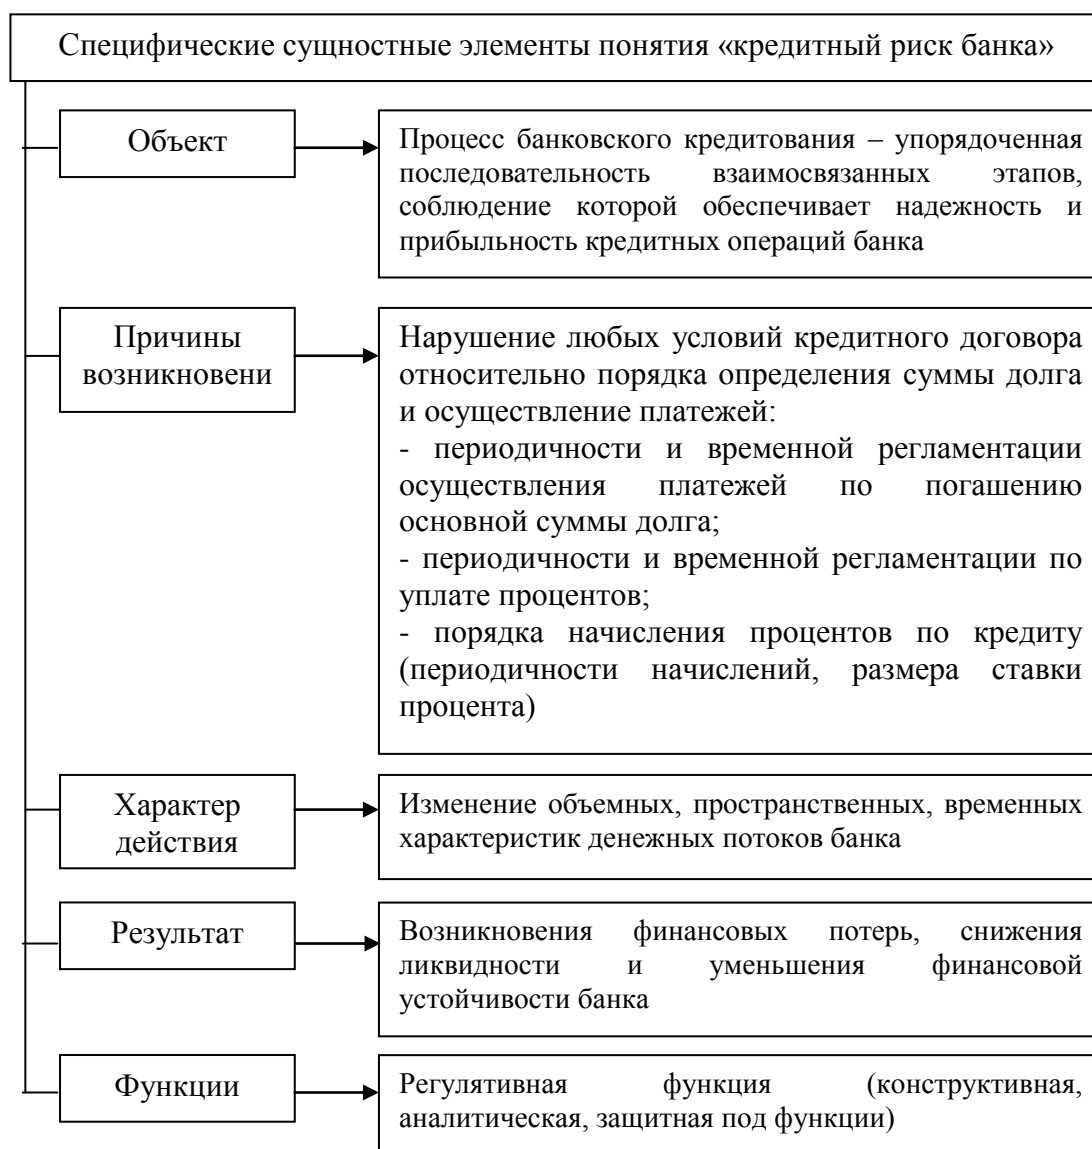 Специфические сущностные элементы понятия «кредитный риск банка»
Объект
Процесс банковского кредитования – упорядоченная
последовательность взаимосвязанных этапов,
соблюдение которой обеспечивает надежность и
прибыльность кредитных операций банка
Причины
возникновени
Нарушение любых условий кредитного договора
относительно порядка определения суммы долга
и осуществление платежей:
- периодичности и временной регламентации
осуществления платежей по погашению
основной суммы долга;
- периодичности и временной регламентации по
уплате процентов;
- порядка начисления процентов по кредиту
(периодичности начислений, размера ставки
процента)
Характер
действия
Изменение объемных, пространственных, временных
характеристик денежных потоков банка
Результат
Возникновения финансовых потерь, снижения
ликвидности и уменьшения финансовой
устойчивости банка
Функции
Регулятивная функция (конструктивная,
аналитическая, защитная под функции)